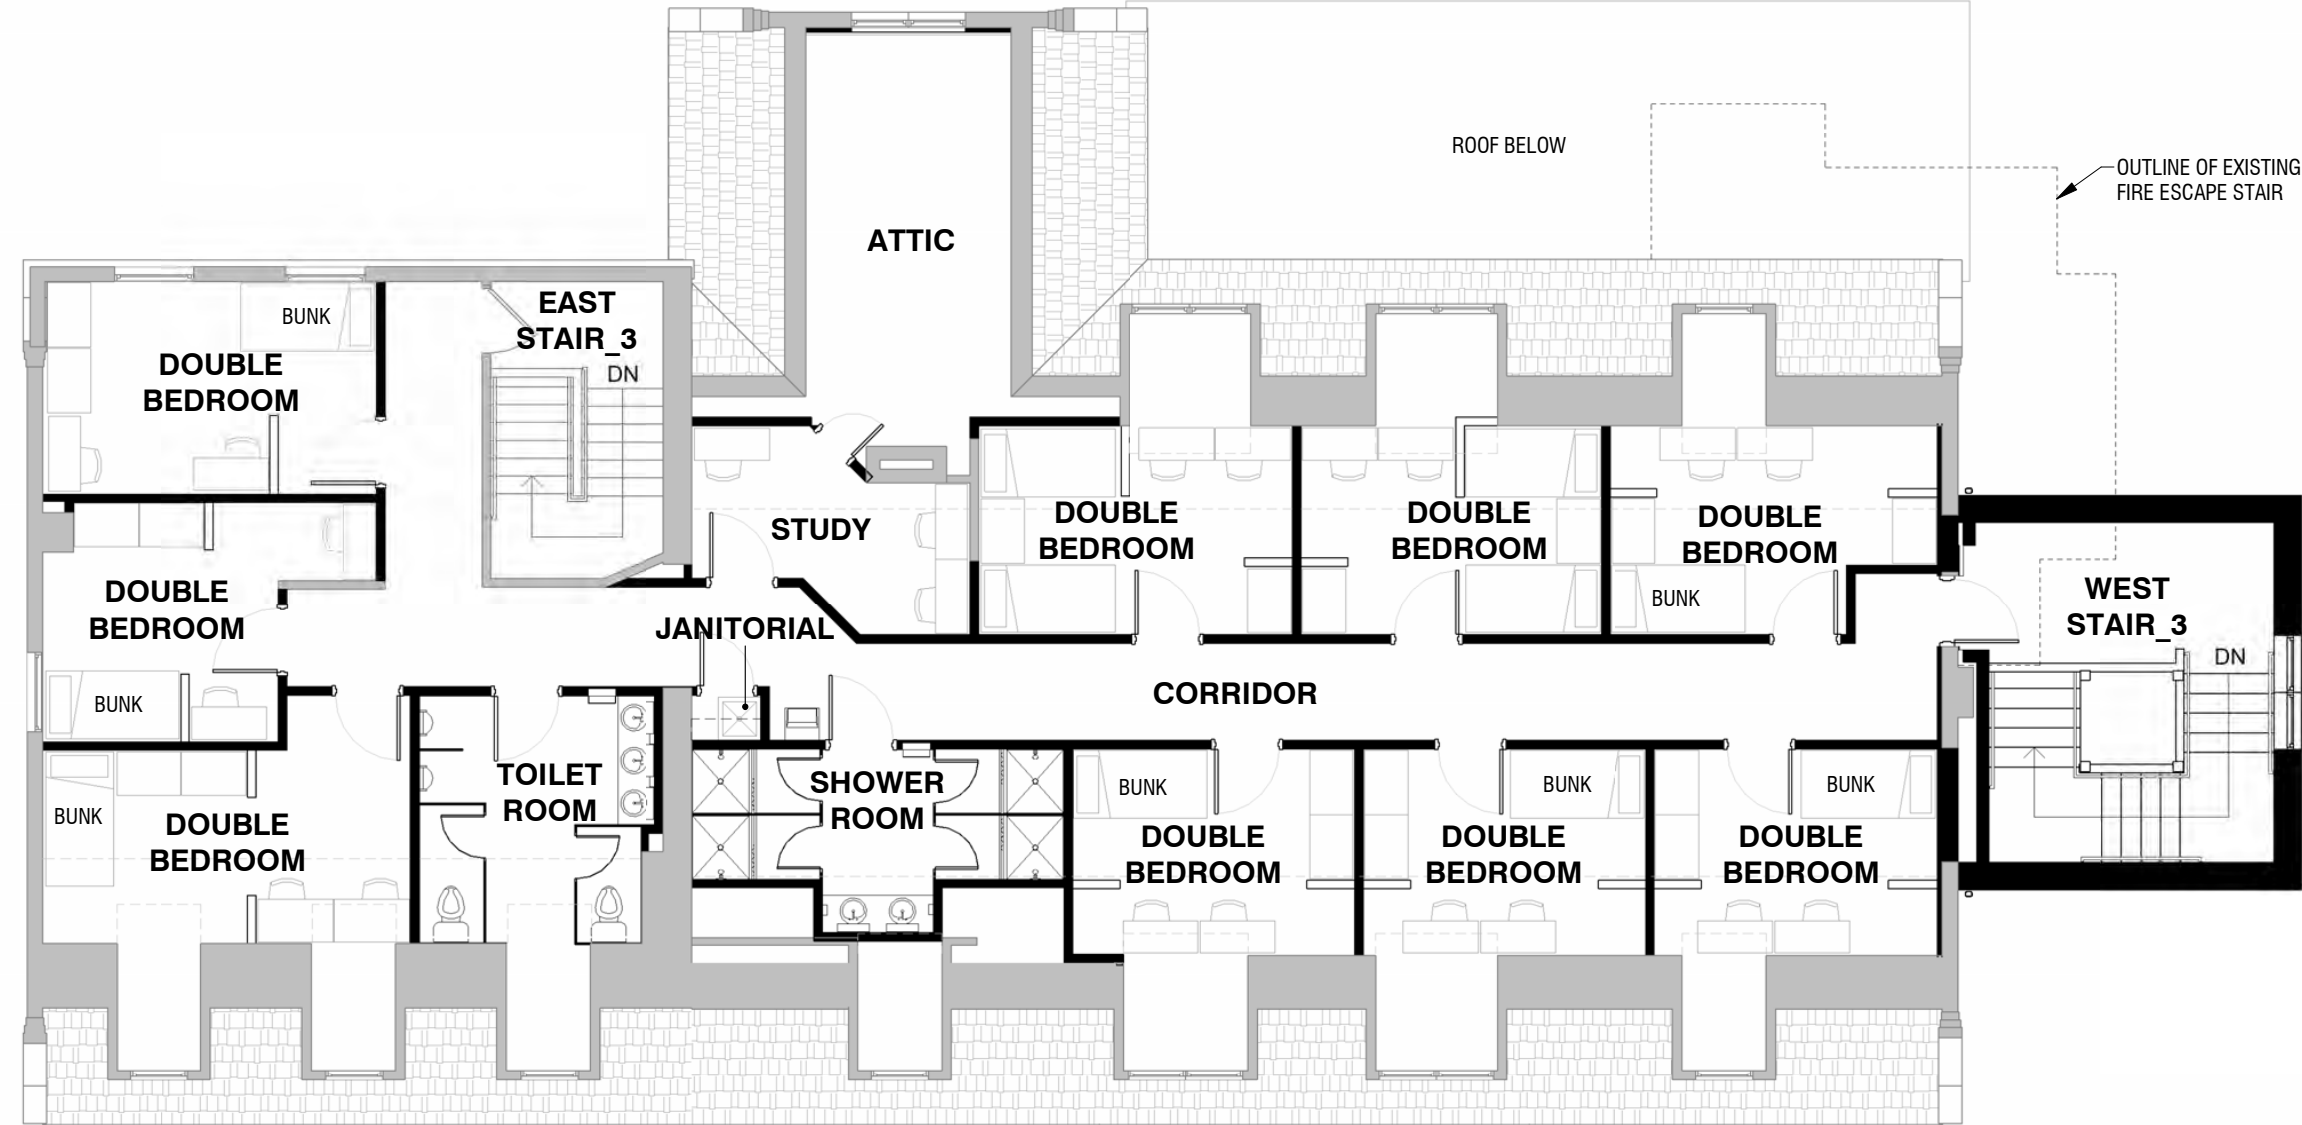 ROOF BELOW
OUTLINE OF EXISTING
FIRE ESCAPE STAIR
ATTIC
EAST
STAIR_3
DN
BUNK
DOUBLE
BEDROOM
STUDY
DOUBLE
BEDROOM
DOUBLE
BEDROOM
DOUBLE
BEDROOM
BUNK
WEST
STAIR_3
DN
DOUBLE
BEDROOM
BUNK
JANITORIAL
CORRIDOR
BUNK
DOUBLE
BEDROOM
TOILET
ROOM
SHOWER
ROOM
BUNK
DOUBLE
BEDROOM
BUNK
DOUBLE
BEDROOM
BUNK
DOUBLE
BEDROOM